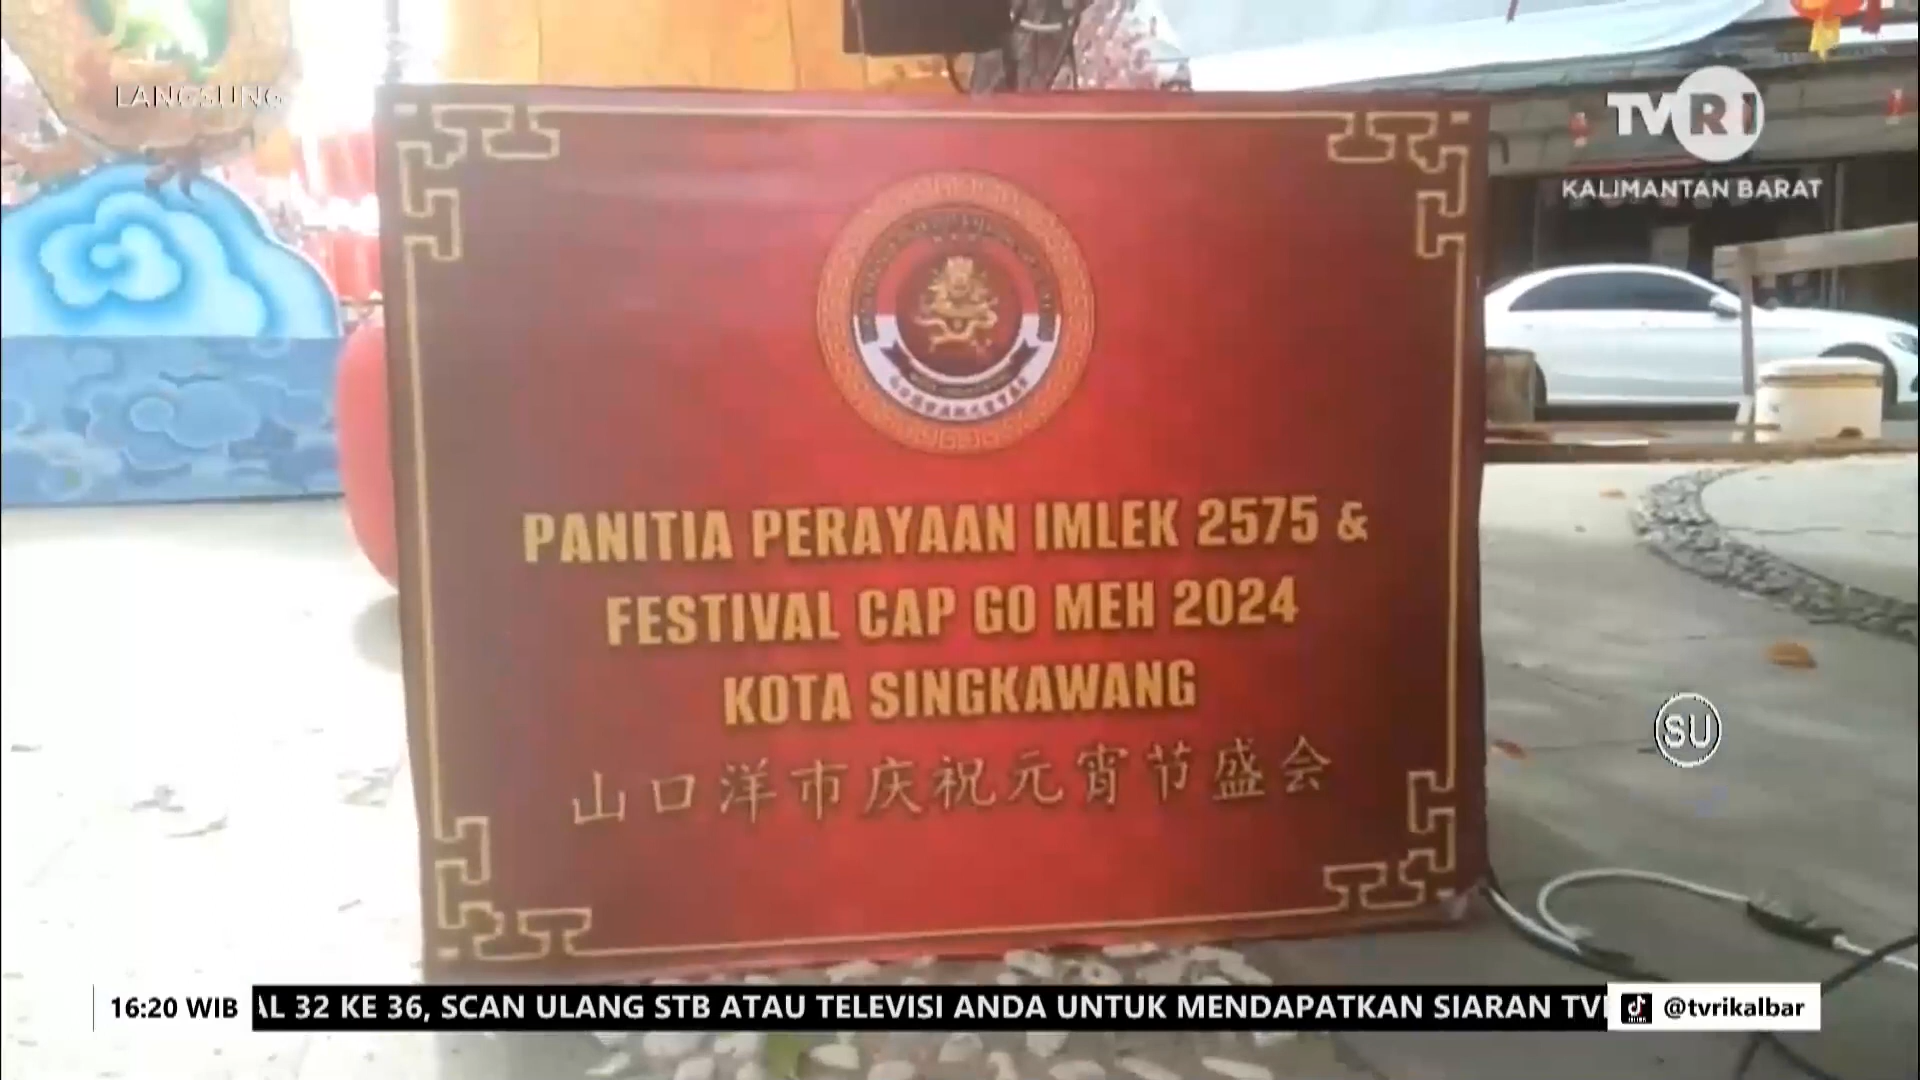 LANGSUNG
TVRI
KALIMANTAN BARAT
PANITIA PERAYAAN IMLEK 2575 &
FESTIVAL CAP GO MEH 2024
KOTA SINGKAWANG
山口洋市庆祝元宵节盛会
SU
16:20 WIB
AL 32 KE 36, SCAN ULANG STB ATAU TELEVISI ANDA UNTUK MENDAPATKAN SIARAN TV
@tvrikalbar